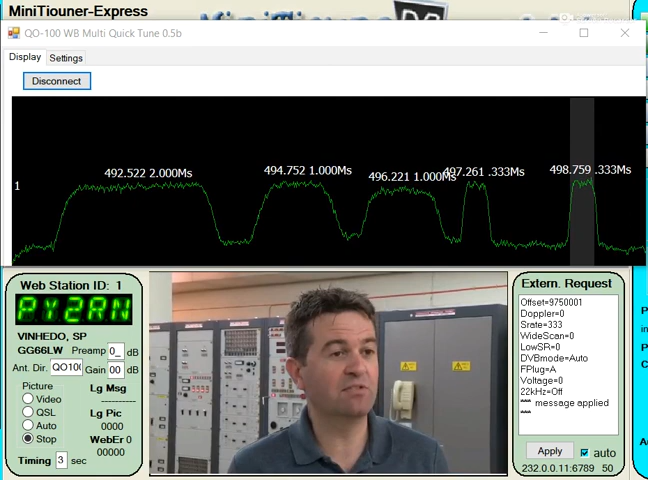 MiniTiouner-Express
QO-100 WB Multi Quick Tune 0.5b
Display Settings
Disconnect
492.522 2.000Ms
494.752 1.000Ms
496.221 1.000Ms
497.261 .333Ms
498.759 .333Ms
1
Web Station ID: 1
PY2RN
VINHEDO, SP
GG66LW Preamp 0_ dB
Ant. Dir. QO100 Gain 00 dB
Picture
Video
QSL
Auto
Stop
Lg Msg
----------
Lg Pic
0000
WebEr 0
00000
Timing 3 sec
Extern. Request
Offset=9750001
Doppler=0
Srate=333
WideScan=0
LowSR=0
DVBmode=Auto
FPlug=A
Voltage=0
22kHz=Off
*** message applied
***
Apply auto
232.0.0.11:6789 50